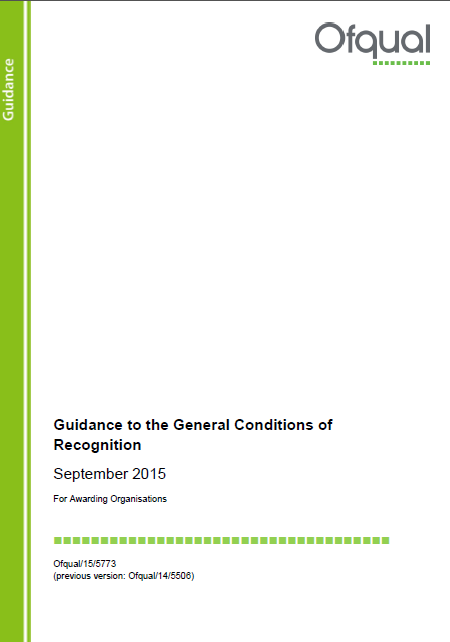 Ofqual
Guidance
Guidance to the General Conditions of
Recognition
September 2015
For Awarding Organisations
Ofqual/15/5773
(previous version: Ofqual/14/5506)